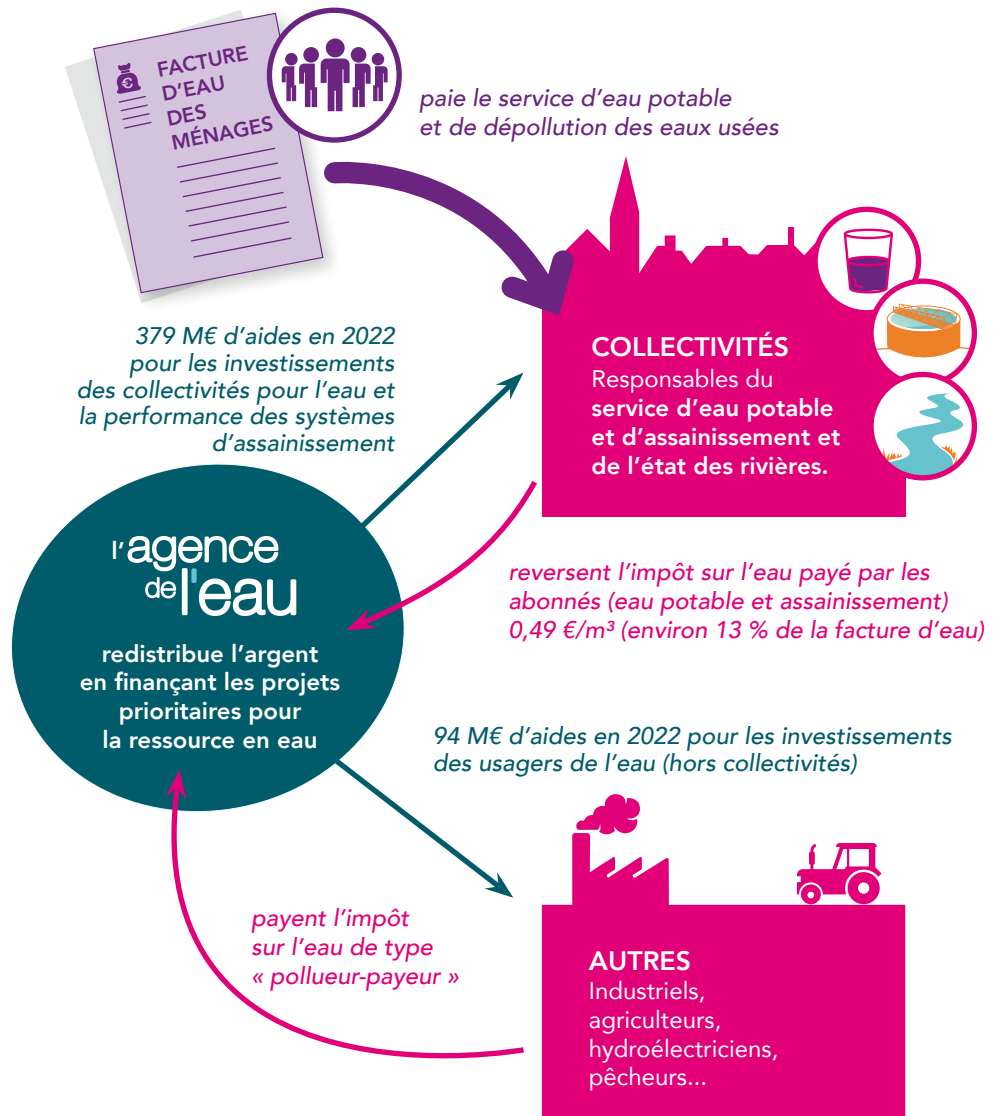 FACTURE
D'EAU
DES
MÉNAGES
paie le service d'eau potable
et de dépollution des eaux usées
379 M€ d'aides en 2022
pour les investissements
des collectivités pour l'eau et
la performance des systèmes
d'assainissement
COLLECTIVITÉS
Responsables du
service d'eau potable
et d'assainissement et
de l'état des rivières.
l'agence
de l'eau
redistribue l'argent
en finançant les projets
prioritaires pour
la ressource en eau
reversent l'impôt sur l'eau payé par les
abonnés (eau potable et assainissement)
0,49 €/m³ (environ 13 % de la facture d'eau)
94 M€ d'aides en 2022 pour les investissements
des usagers de l'eau (hors collectivités)
payent l'impôt
sur l'eau de type
« pollueur-payeur »
AUTRES
Industriels,
agriculteurs,
hydroélectriciens,
pêcheurs...